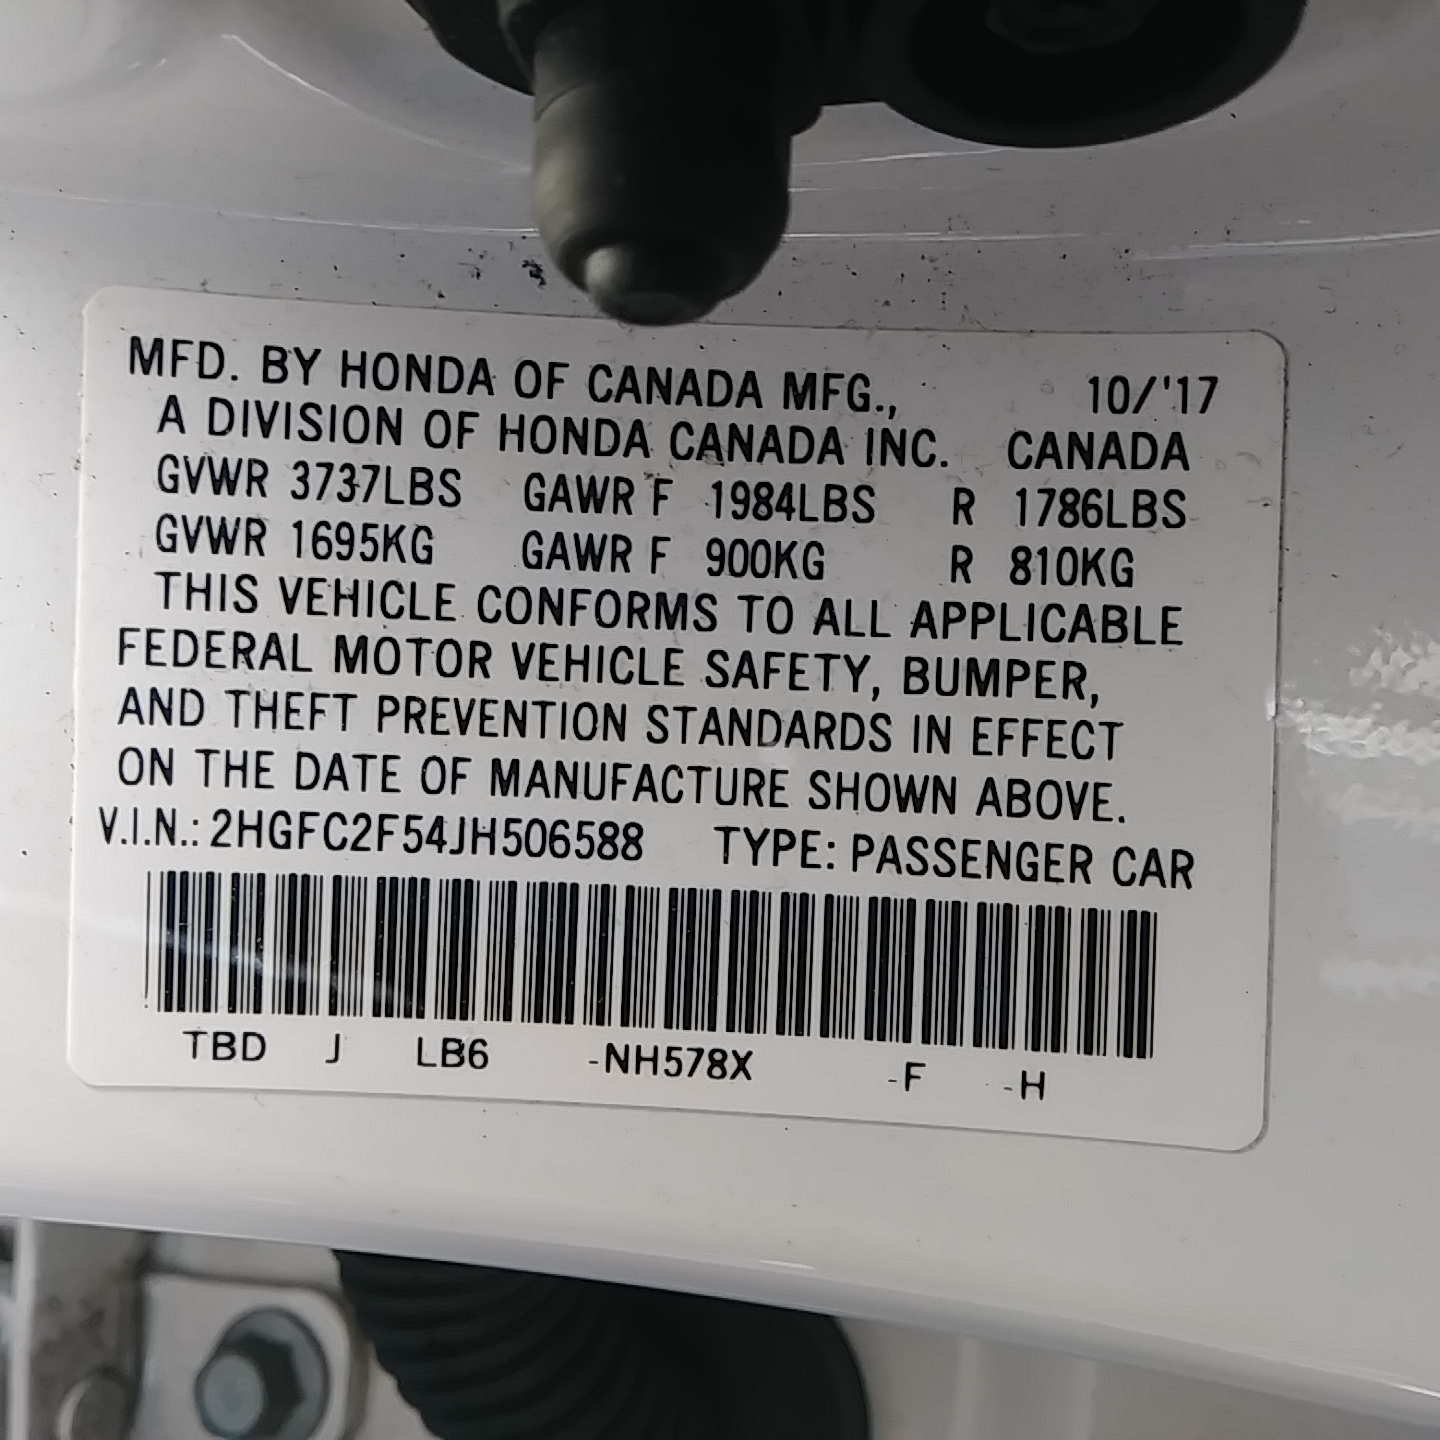 MFD. BY HONDA OF CANADA MFG., 10/'17
A DIVISION OF HONDA CANADA INC. CANADA
GVWR 3737LBS GAWR F 1984LBS R 1786LBS
GVWR 1695KG GAWR F 900KG R 810KG
THIS VEHICLE CONFORMS TO ALL APPLICABLE
FEDERAL MOTOR VEHICLE SAFETY, BUMPER,
AND THEFT PREVENTION STANDARDS IN EFFECT
ON THE DATE OF MANUFACTURE SHOWN ABOVE.
V.I.N.: 2HGFC2F54JH506588 TYPE: PASSENGER CAR
TBD J LB6 -NH578X -F -H